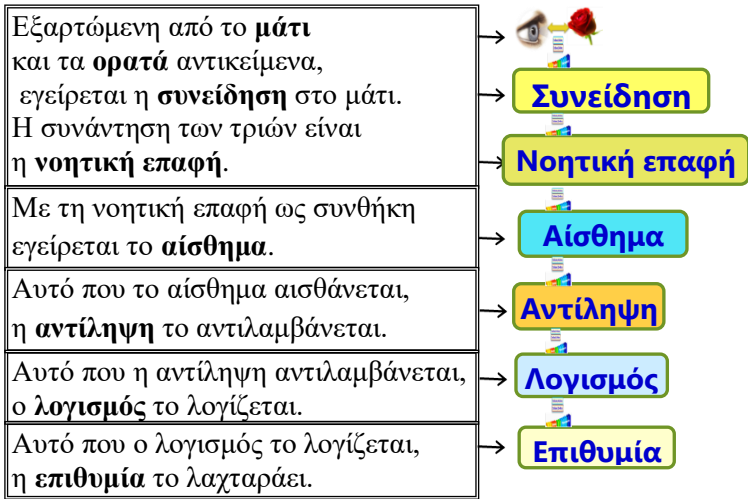 Εξαρτώμενη από το μάτι
και τα ορατά αντικείμενα,
εγείρεται η συνείδηση στο μάτι.
Η συνάντηση των τριών είναι
η νοητική επαφή.
Με τη νοητική επαφή ως συνθήκη
εγείρεται το αίσθημα.
Αυτό που το αίσθημα αισθάνεται,
η αντίληψη το αντιλαμβάνεται.
Αυτό που η αντίληψη αντιλαμβάνεται,
ο λογισμός το λογίζεται.
Αυτό που ο λογισμός το λογίζεται,
η επιθυμία το λαχταράει.
Συνείδηση
Νοητική επαφή
Αίσθημα
Αντίληψη
Λογισμός
Επιθυμία